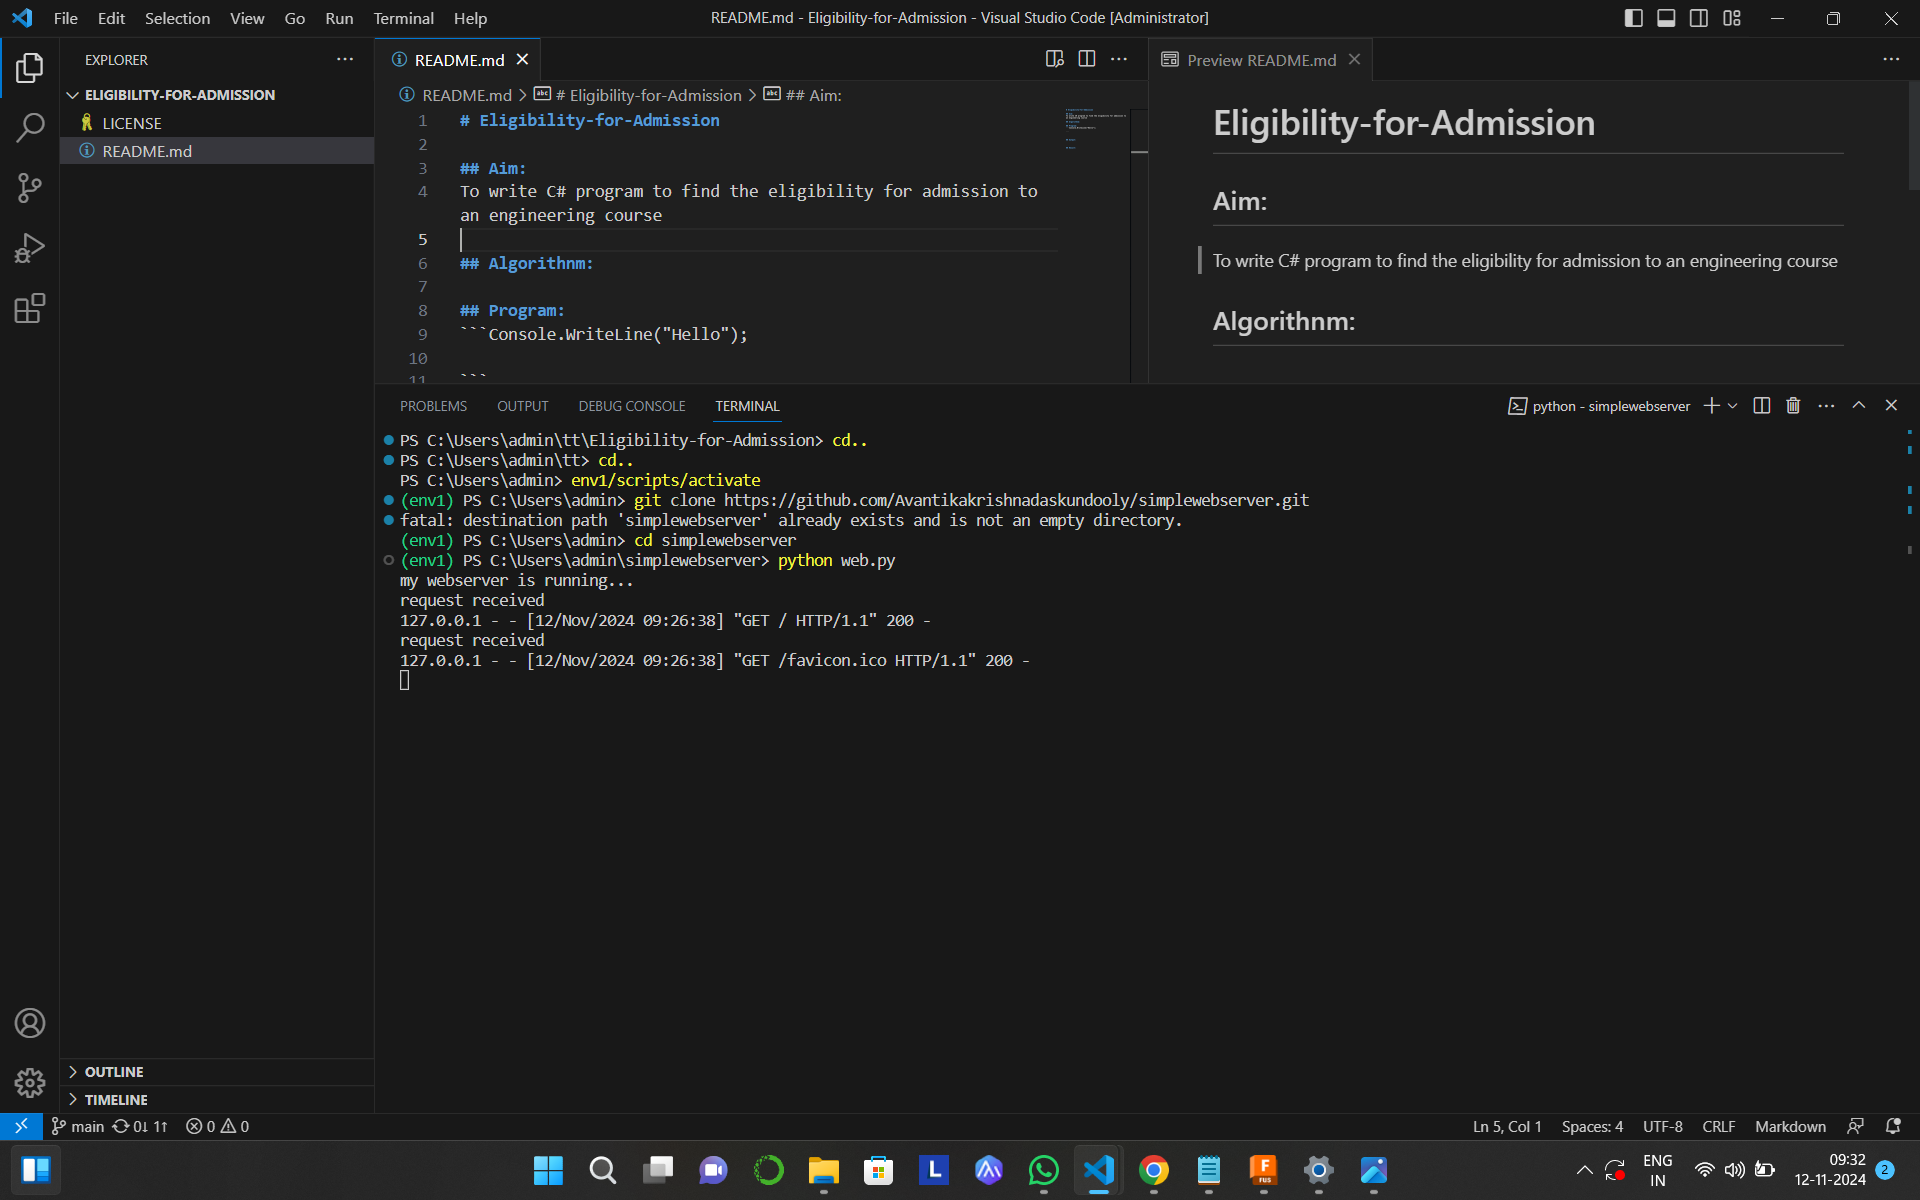 File Edit Selection View Go Run Terminal Help
README.md - Eligibility-for-Admission - Visual Studio Code [Administrator]
EXPLORER
ELIGIBILITY-FOR-ADMISSION
LICENSE
README.md
OUTLINE
TIMELINE
README.md
README.md > # Eligibility-for-Admission > ## Aim:
1 # Eligibility-for-Admission
2
3 ## Aim:
4 To write C# program to find the eligibility for admission to
an engineering course
5
6 ## Algorithnm:
7
8 ## Program:
9 ```Console.WriteLine("Hello");
10
11 ```
Preview README.md
Eligibility-for-Admission
Aim:
To write C# program to find the eligibility for admission to an engineering course
Algorithnm:
PROBLEMS OUTPUT DEBUG CONSOLE TERMINAL
python - simplewebserver
PS C:\Users\admin\tt\Eligibility-for-Admission> cd..
PS C:\Users\admin\tt> cd..
PS C:\Users\admin> env1/scripts/activate
(env1) PS C:\Users\admin> git clone https://github.com/Avantikakrishnadaskundooly/simplewebserver.git
fatal: destination path 'simplewebserver' already exists and is not an empty directory.
(env1) PS C:\Users\admin> cd simplewebserver
(env1) PS C:\Users\admin\simplewebserver> python web.py
my webserver is running...
request received
127.0.0.1 - - [12/Nov/2024 09:26:38] "GET / HTTP/1.1" 200 -
request received
127.0.0.1 - - [12/Nov/2024 09:26:38] "GET /favicon.ico HTTP/1.1" 200 -
main 0↓ 1↑ 0 0
Ln 5, Col 1 Spaces: 4 UTF-8 CRLF Markdown
L
F
FUS
ENG
IN
09:32
12-11-2024
2